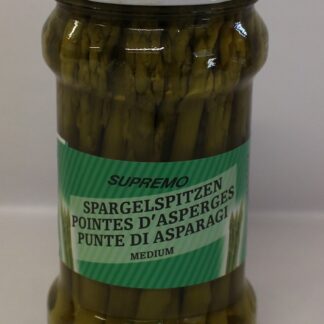 SUPREMO
SPARGELSPITZEN
POINTES D'ASPERGES
PUNTE DI ASPARAGI
MEDIUM